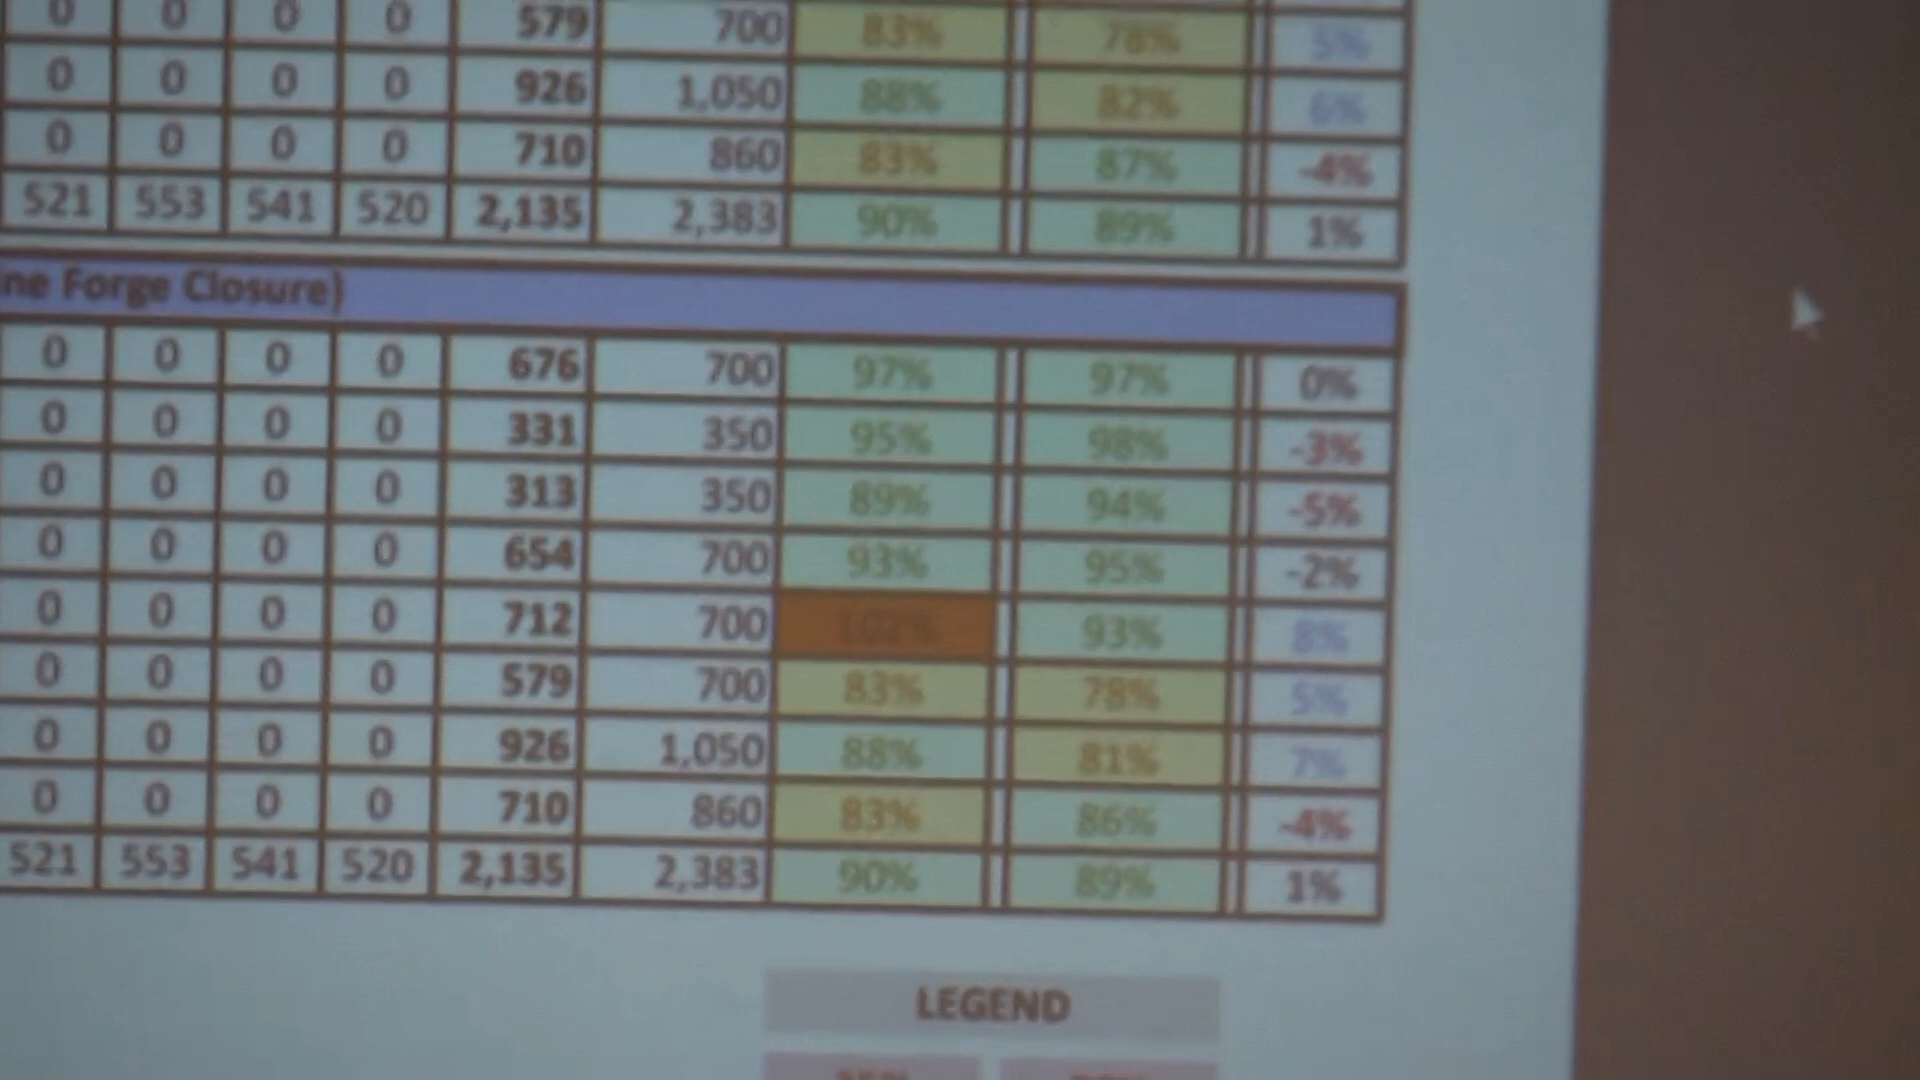 0 0 0 0 579 700 83% 78% 5%
0 0 0 0 926 1,050 88% 82% 6%
0 0 0 0 710 860 83% 87% -4%
521 553 541 520 2,135 2,383 90% 89% 1%
ne Forge Closure)
0 0 0 0 676 700 97% 97% 0%
0 0 0 0 331 350 95% 98% -3%
0 0 0 0 313 350 89% 94% -5%
0 0 0 0 654 700 93% 95% -2%
0 0 0 0 712 700 102% 93% 8%
0 0 0 0 579 700 83% 78% 5%
0 0 0 0 926 1,050 88% 81% 7%
0 0 0 0 710 860 83% 86% -4%
521 553 541 520 2,135 2,383 90% 89% 1%
LEGEND